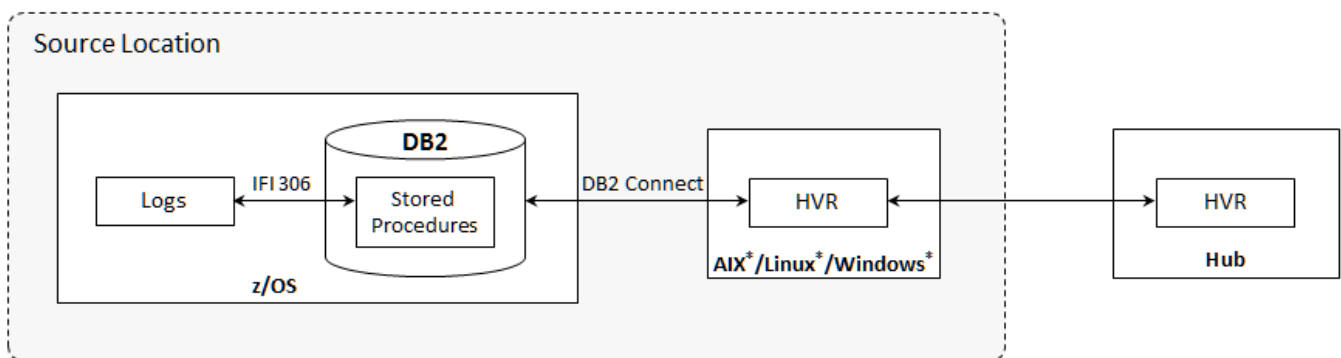 Source Location
DB2
Logs
IFI 306
Stored
Procedures
DB2 Connect
HVR
HVR
z/OS
AIX*/Linux*/Windows*
Hub